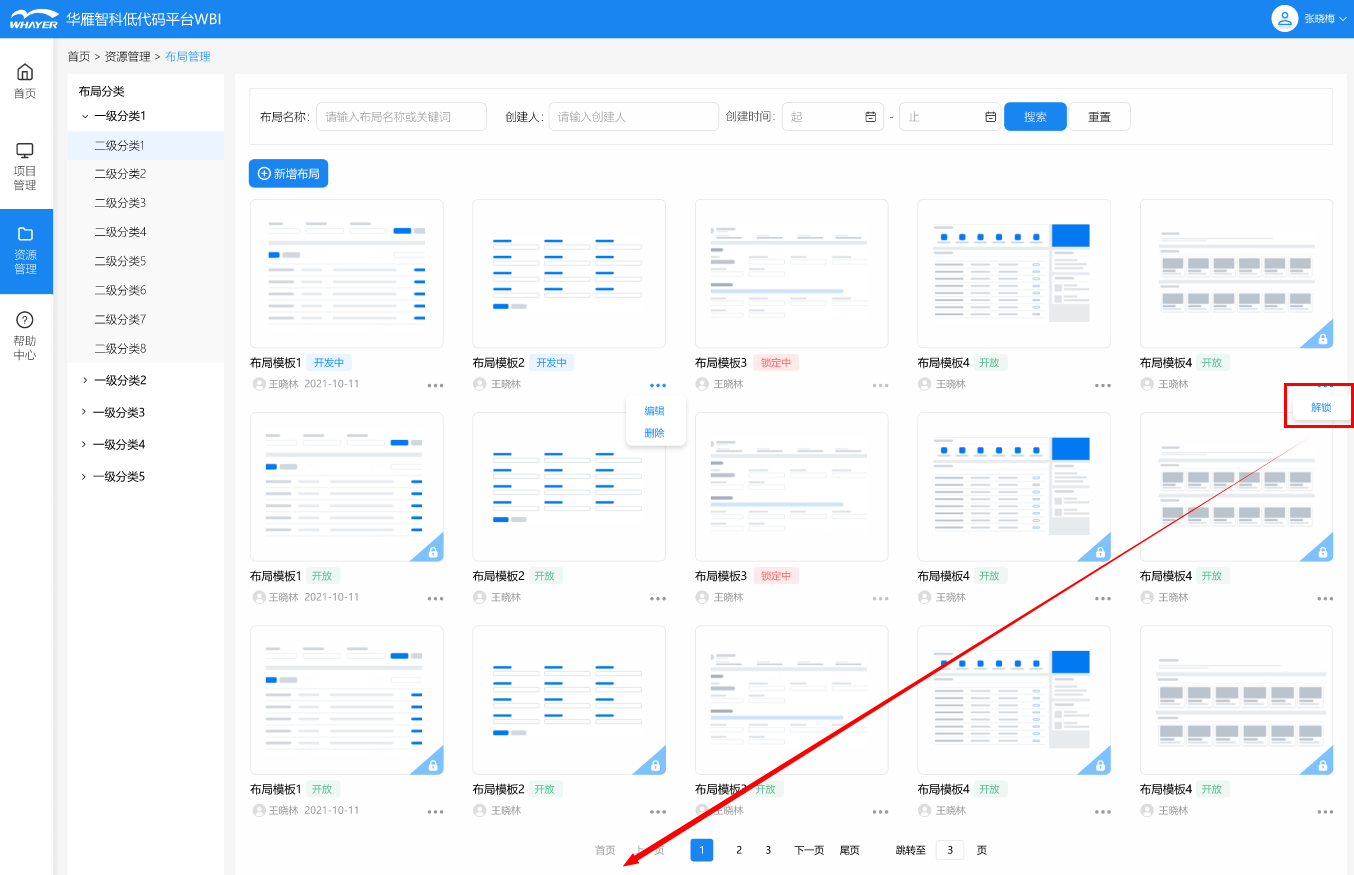 WHAYER 华雁智科低代码平台WBI
张晓梅
首页 > 资源管理 > 布局管理
首页
项目
管理
资源
管理
帮助
中心
布局分类
一级分类1
二级分类1
二级分类2
二级分类3
二级分类4
二级分类5
二级分类6
二级分类7
二级分类8
一级分类2
一级分类3
一级分类4
一级分类5
布局名称: 请输入布局名称或关键词 创建人: 请输入创建人 创建时间: 起 - 止 搜索 重置
新增布局
布局模板1 开发中 布局模板2 开发中 布局模板3 锁定中 布局模板4 开放 布局模板4 开放
王晓林 2021-10-11 王晓林 王晓林 王晓林 王晓林
编辑
删除
解锁
布局模板1 开放 布局模板2 开放 布局模板3 锁定中 布局模板4 开放 布局模板4 开放
王晓林 2021-10-11 王晓林 王晓林 王晓林 王晓林
布局模板1 开放 布局模板2 开放 布局模板 开放 布局模板4 开放 布局模板4 开放
王晓林 2021-10-11 王晓林 王晓林 王晓林 王晓林
首页 上一页 1 2 3 下一页 尾页 跳转至 3 页